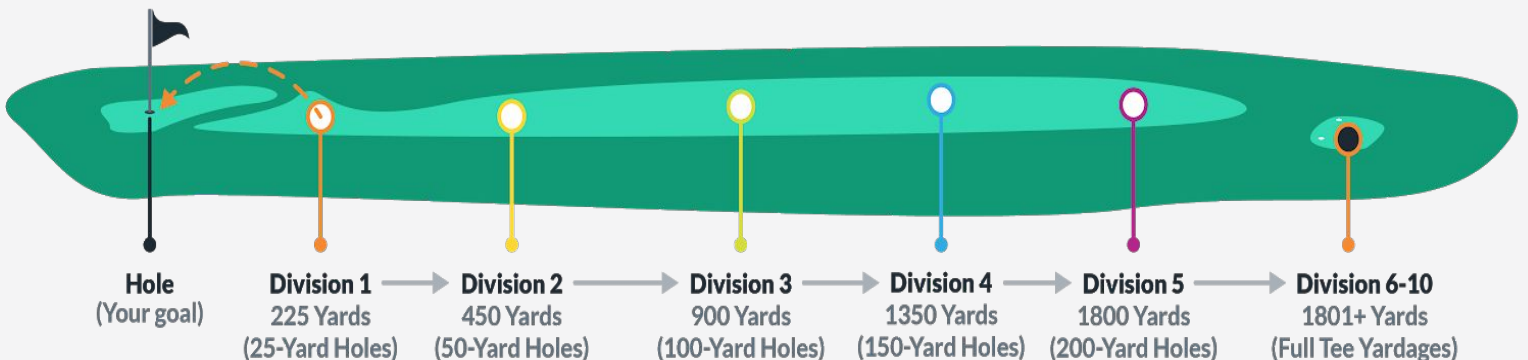 Hole
(Your goal)
Division 1
225 Yards
(25-Yard Holes)
Division 2
450 Yards
(50-Yard Holes)
Division 3
900 Yards
(100-Yard Holes)
Division 4
1350 Yards
(150-Yard Holes)
Division 5
1800 Yards
(200-Yard Holes)
Division 6-10
1801+ Yards
(Full Tee Yardages)